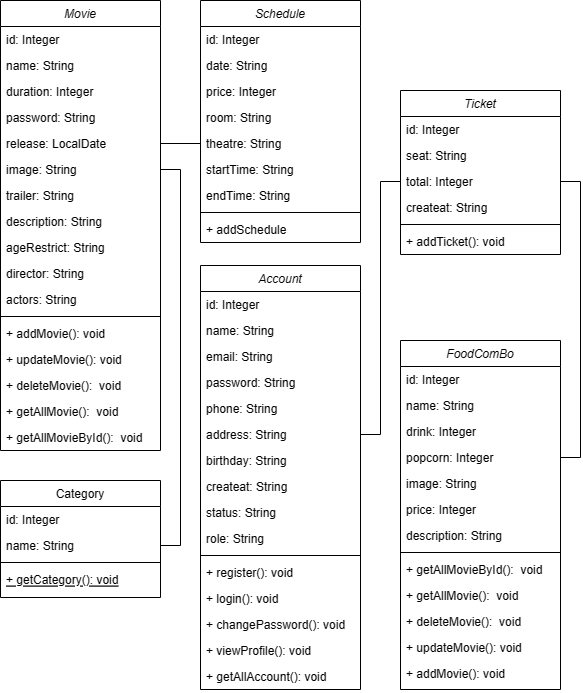 Movie
id: Integer
name: String
duration: Integer
password: String
release: LocalDate
image: String
trailer: String
description: String
ageRestrict: String
director: String
actors: String
+ addMovie(): void
+ updateMovie(): void
+ deleteMovie():  void
+ getAllMovie():  void
+ getAllMovieById():  void
Category
id: Integer
name: String
+ getCategory(): void
Schedule
id: Integer
date: String
price: Integer
room: String
theatre: String
startTime: String
endTime: String
+ addSchedule
Account
id: Integer
name: String
email: String
password: String
phone: String
address: String
birthday: String
createat: String
status: String
role: String
+ register(): void
+ login(): void
+ changePassword(): void
+ viewProfile(): void
+ getAllAccount(): void
Ticket
id: Integer
seat: String
total: Integer
createat: String
+ addTicket(): void
FoodComBo
id: Integer
name: String
drink: Integer
popcorn: Integer
image: String
price: Integer
description: String
+ getAllMovieById():  void
+ getAllMovie():  void
+ deleteMovie():  void
+ updateMovie(): void
+ addMovie(): void